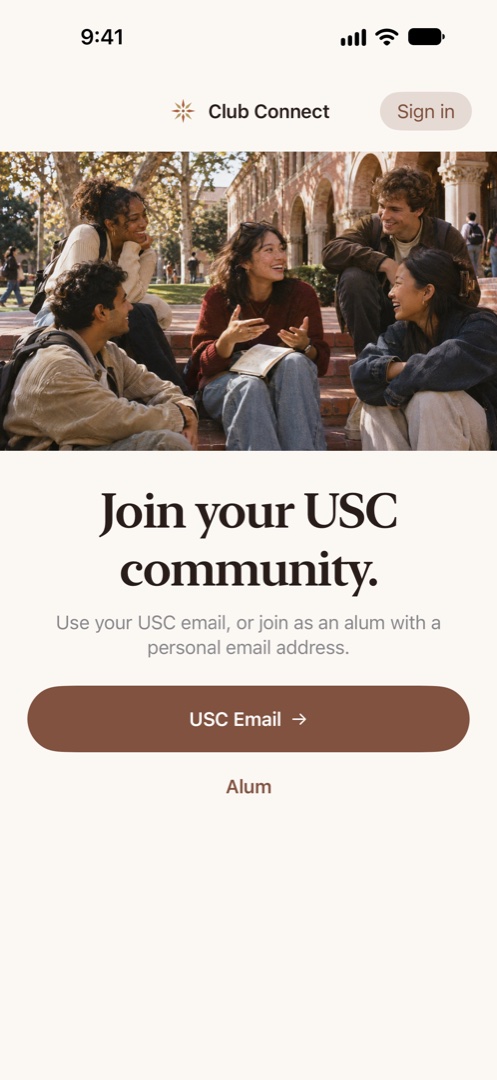 9:41
Club Connect
Sign in
Join your USC
community.
Use your USC email, or join as an alum with a
personal email address.
USC Email →
Alum